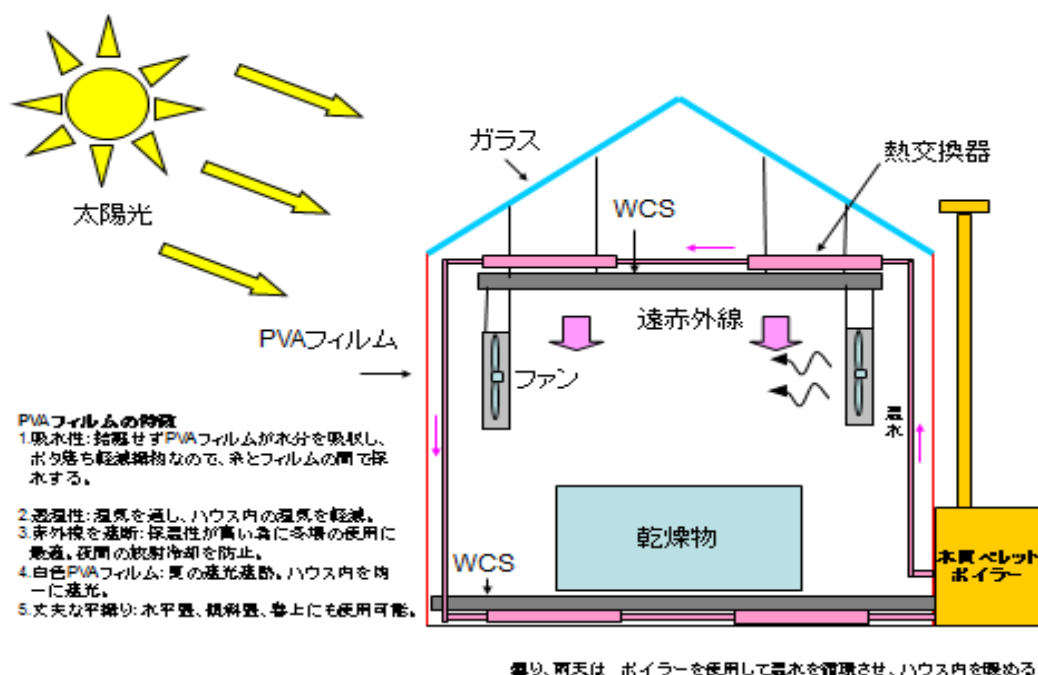 太陽光
ガラス
熱交換器
WCS
遠赤外線
PVAフィルム
ファン
温水
PVAフィルムの特徴
1.吸水性:結露せずPVAフィルムが水分を吸収し、
ボタ落ち軽減織物なので、糸とフィルムの間で保
水する。
2.透湿性:湿気を通し、ハウス内の湿気を軽減。
3.赤外線を遮断:保温性が高い為に冬場の使用に
最適。夜間の放射冷却を防止。
4.白色PVAフィルム:夏の遮光遮熱。ハウス内を均
一に遮光。
5.丈夫な平織り:水平畳、傾斜畳、巻上にも使用可能。
乾燥物
WCS
木質ペレット
ボイラー
曇り、雨天は ボイラーを使用して温水を循環させ、ハウス内を暖める